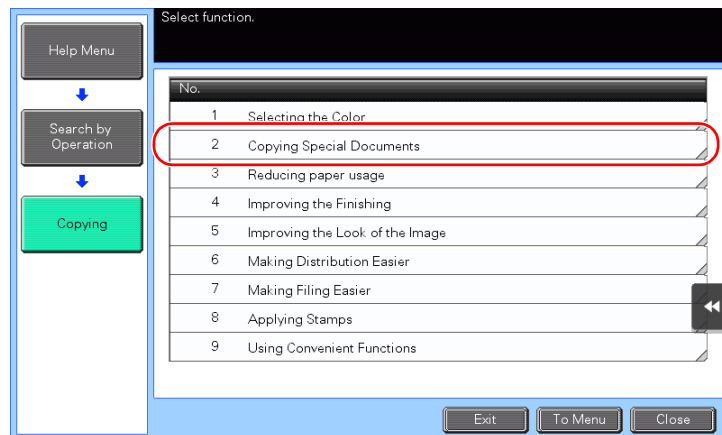 Select function.
Help Menu
Search by
Operation
Copying
No.
1 Selecting the Color
2 Copying Special Documents
3 Reducing paper usage
4 Improving the Finishing
5 Improving the Look of the Image
6 Making Distribution Easier
7 Making Filing Easier
8 Applying Stamps
9 Using Convenient Functions
Exit To Menu Close